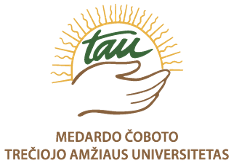 tau
MEDARDO ČOBOTO
TREČIOJO AMŽIAUS UNIVERSITETAS